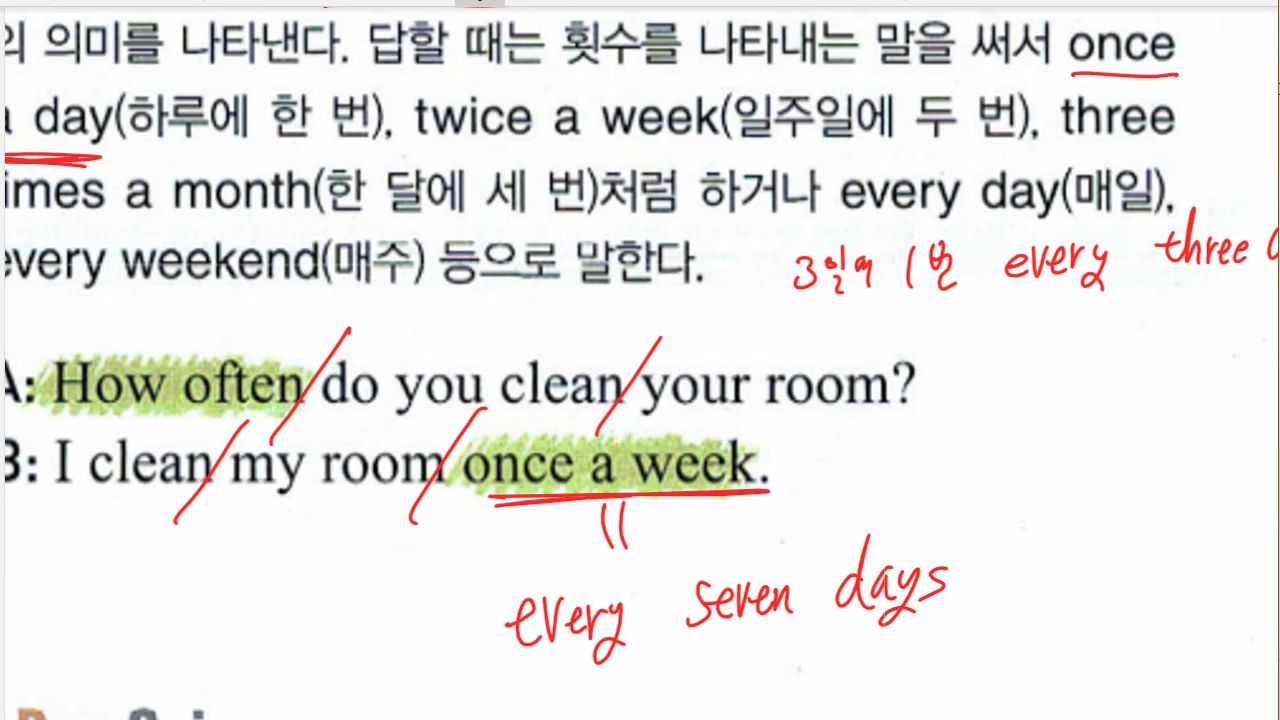 의 의미를 나타낸다. 답할 때는 횟수를 나타내는 말을 써서 once
a day(하루에 한 번), twice a week(일주일에 두 번), three
imes a month(한 달에 세 번)처럼 하거나 every day(매일),
every weekend(매주) 등으로 말한다.
3일에 1번 every three
A: How often do you clean your room?
B: I clean my room once a week.
every seven days